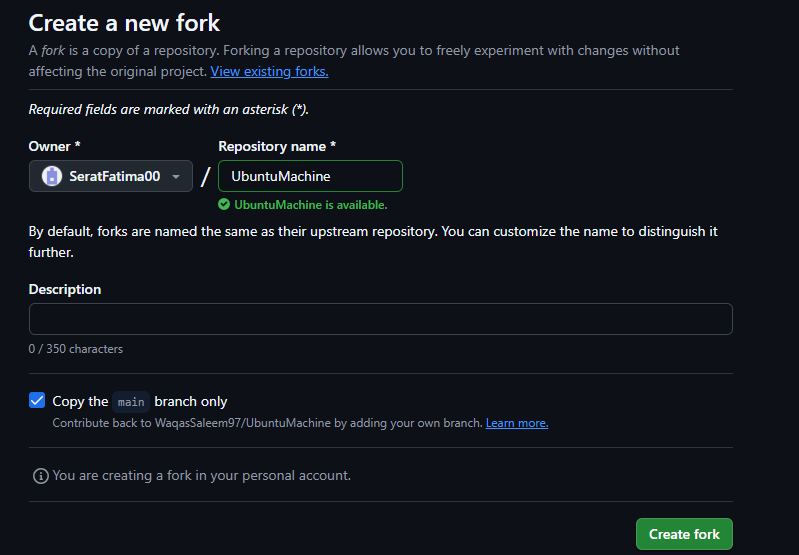 Create a new fork
A fork is a copy of a repository. Forking a repository allows you to freely experiment with changes without
affecting the original project. View existing forks.
Required fields are marked with an asterisk (*).
Owner *
Repository name *
SeratFatima00
/
UbuntuMachine
UbuntuMachine is available.
By default, forks are named the same as their upstream repository. You can customize the name to distinguish it
further.
Description
0 / 350 characters
Copy the main branch only
Contribute back to WaqasSaleem97/UbuntuMachine by adding your own branch. Learn more.
You are creating a fork in your personal account.
Create fork